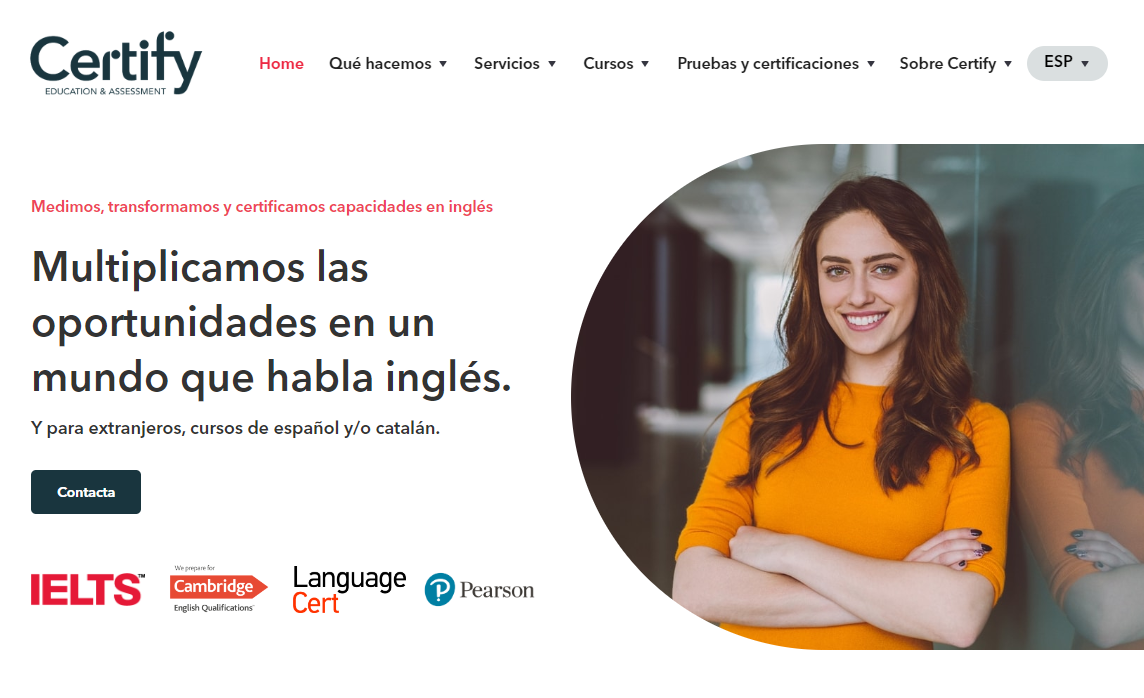 Certify
EDUCATION & ASSESSMENT
Home Qué hacemos Servicios Cursos Pruebas y certificaciones Sobre Certify ESP
Medimos, transformamos y certificamos capacidades en inglés
Multiplicamos las
oportunidades en un
mundo que habla inglés.
Y para extranjeros, cursos de español y/o catalán.
Contacta
IELTS™
We prepare for
Cambridge
English Qualifications™
Language
Cert
P Pearson